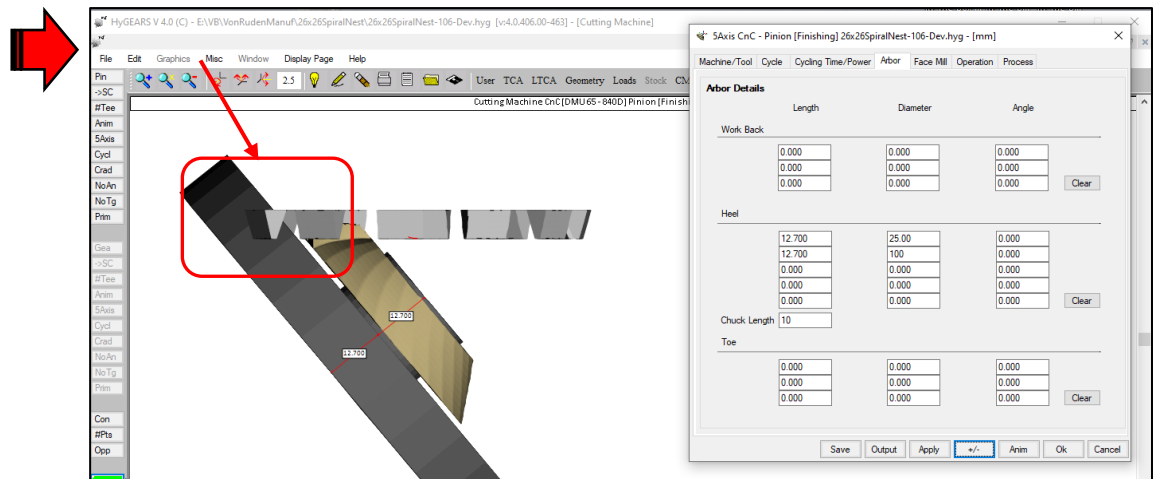 HyGEARS V 4.0 (C) - E:\VB\VonRudenManuf\26x26SpiralNest\26x26SpiralNest-106-Dev.hyg [v:4.0.406.00-463] - [Cutting Machine]
File Edit Graphics Misc Window Display Page Help
2.5 User TCA LTCA Geometry Loads Stock
Cutting Machine CnC [DMU65 - 840D] Pinion [Finishi
Pin
->SC
#Tee
Anim
5Axis
Cycl
Crad
NoAn
NoTg
Prim
Gea
->SC
#Tee
Anim
5Axis
Cycl
Crad
NoAn
NoTg
Prim
Con
#Pts
Opp
12.700
12.700
5Axis CnC - Pinion [Finishing] 26x26SpiralNest-106-Dev.hyg - [mm]
Machine/Tool Cycle Cycling Time/Power Arbor Face Mill Operation Process
Arbor Details
Length Diameter Angle
Work Back
0.000 0.000 0.000
0.000 0.000 0.000
0.000 0.000 0.000 Clear
Heel
12.700 25.00 0.000
12.700 100 0.000
0.000 0.000 0.000
0.000 0.000 0.000
0.000 0.000 0.000 Clear
Chuck Length 10
Toe
0.000 0.000 0.000
0.000 0.000 0.000
0.000 0.000 0.000 Clear
Save Output Apply +/- Anim Ok Cancel